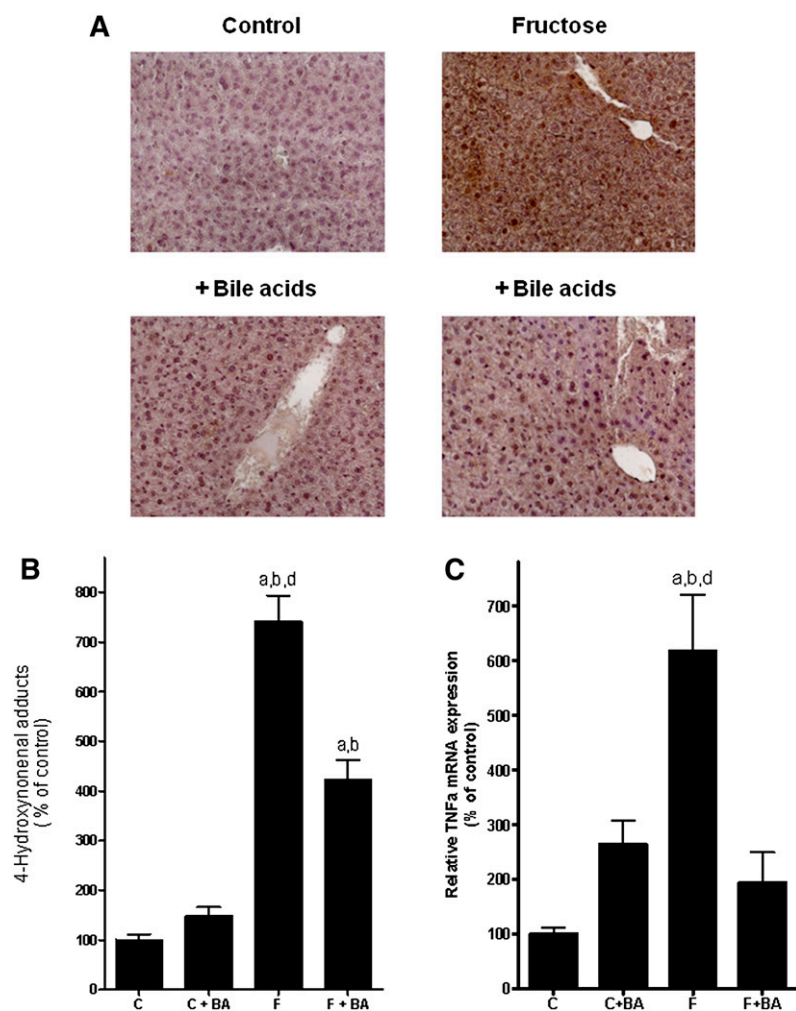 A
Control
Fructose
+ Bile acids
+ Bile acids
B
4-Hydroxynonenal adducts
( % of control)
800
700
600
500
400
300
200
100
0
a,b,d
a,b
C
C + BA
F
F + BA
C
Relative TNFa mRNA expression
(% of control)
700
600
500
400
300
200
100
0
a,b,d
C
C+BA
F
F+BA